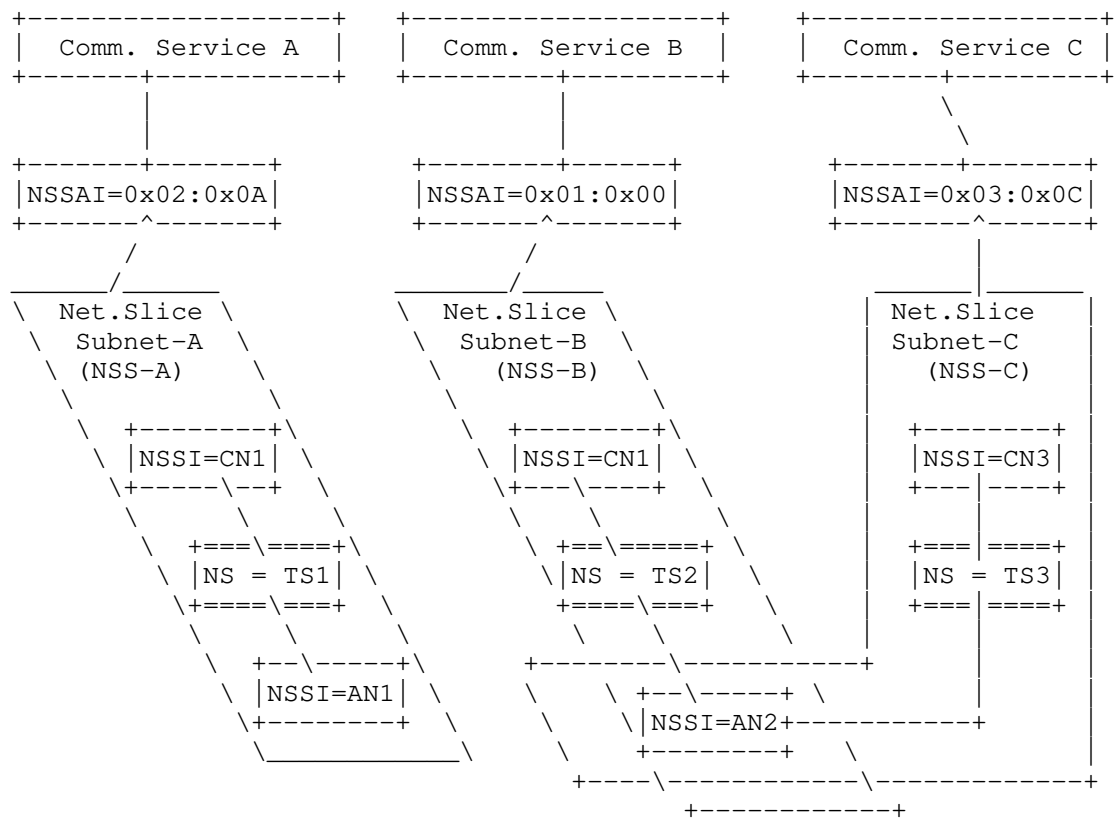 Comm. Service A Comm. Service B Comm. Service C
NSSAI=0x02:0x0A NSSAI=0x01:0x00 NSSAI=0x03:0x0C
Net.Slice Net.Slice Net.Slice
Subnet-A Subnet-B Subnet-C
(NSS-A) (NSS-B) (NSS-C)
NSSI=CN1 NSSI=CN1 NSSI=CN3
NS = TS1 NS = TS2 NS = TS3
NSSI=AN1
NSSI=AN2